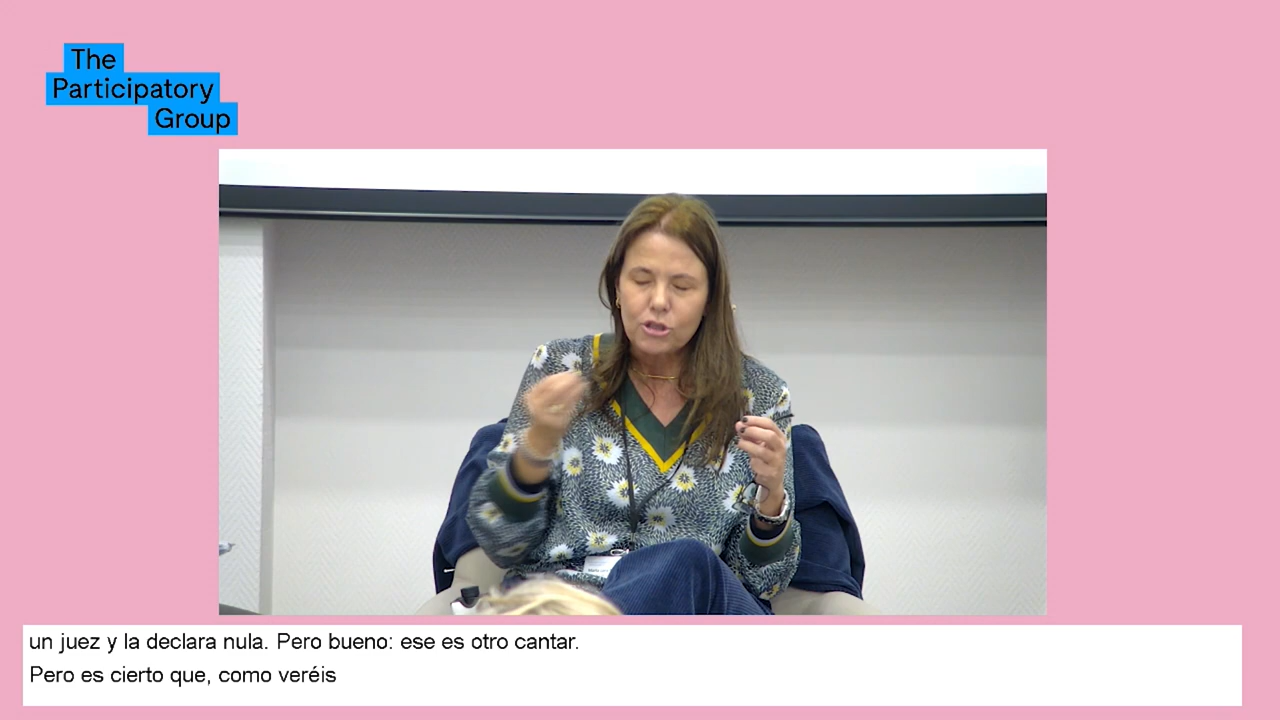 The
Participatory
Group
un juez y la declara nula. Pero bueno: ese es otro cantar.
Pero es cierto que, como veréis